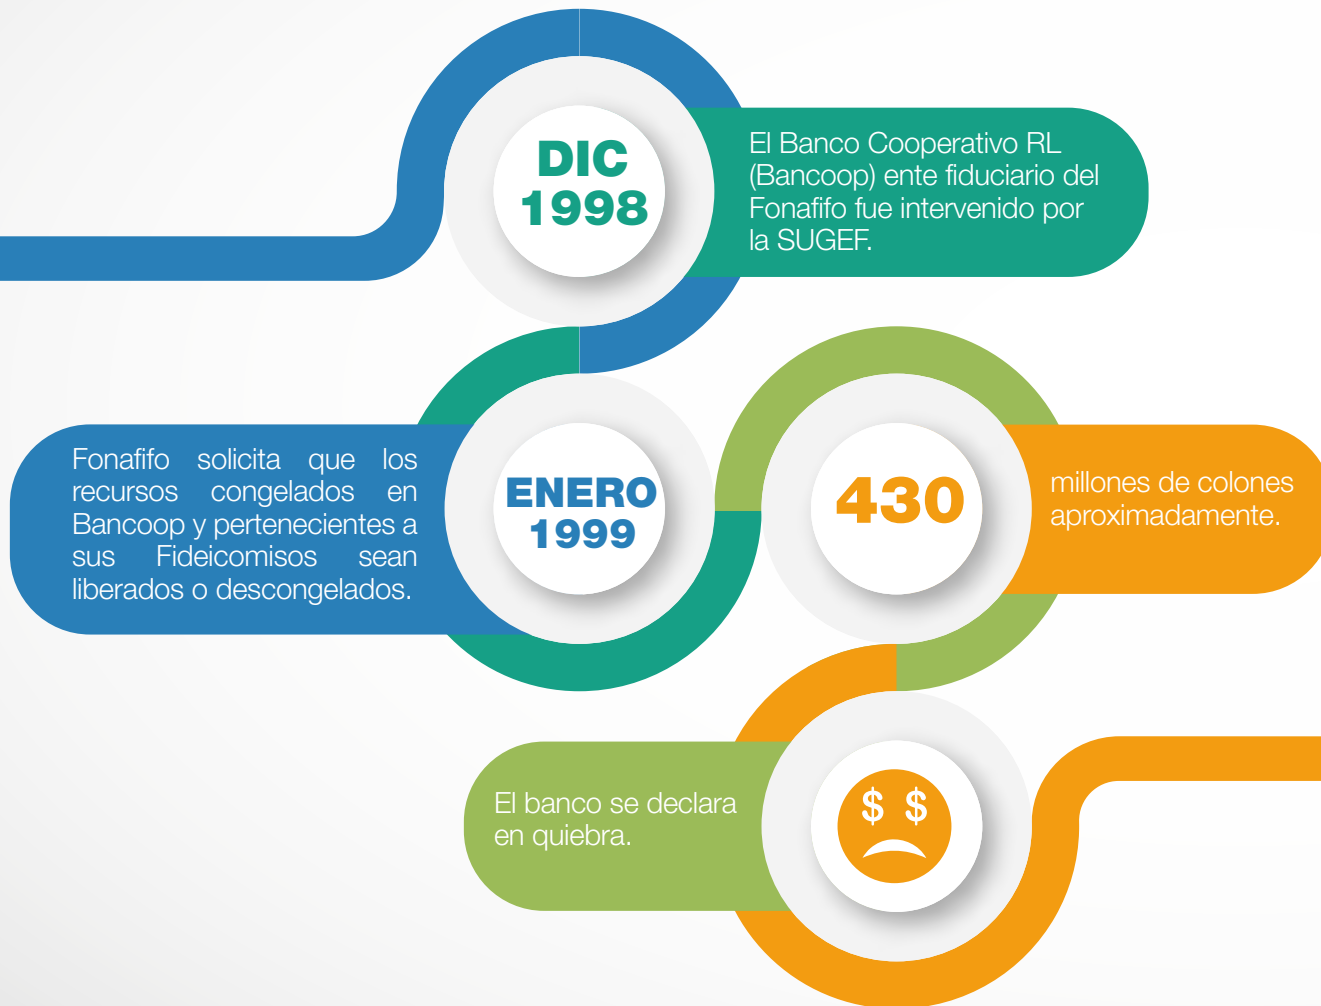 DIC
1998
El Banco Cooperativo RL
(Bancoop) ente fiduciario del
Fonafifo fue intervenido por
la SUGEF.
ENERO
1999
Fonafifo solicita que los
recursos congelados en
Bancoop y pertenecientes a
sus Fideicomisos sean
liberados o descongelados.
430
millones de colones
aproximadamente.
El banco se declara
en quiebra.
$ $